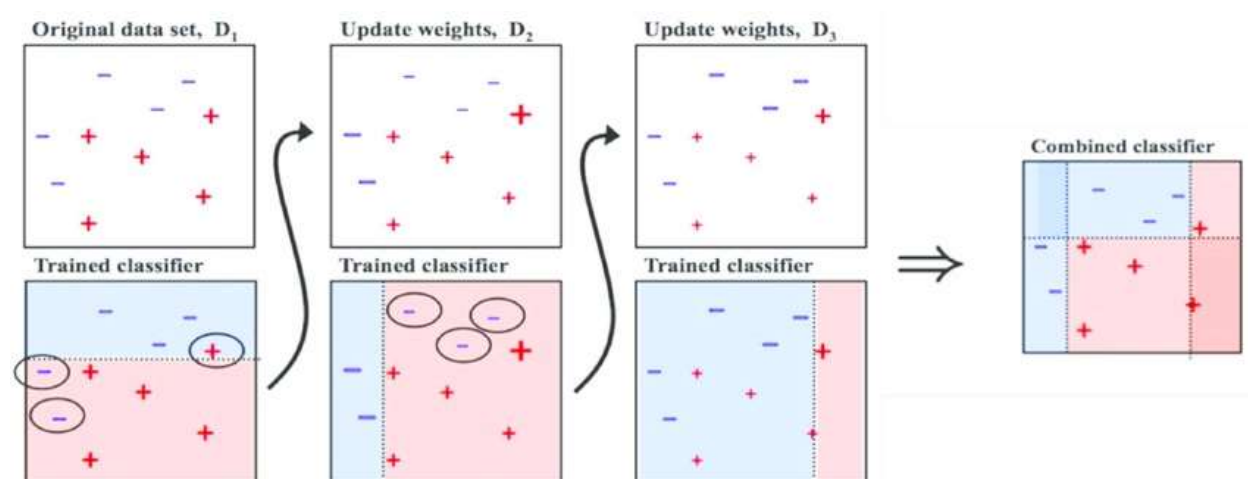 Original data set, D₁
Update weights, D₂
Update weights, D₃
Combined classifier
Trained classifier
Trained classifier
Trained classifier